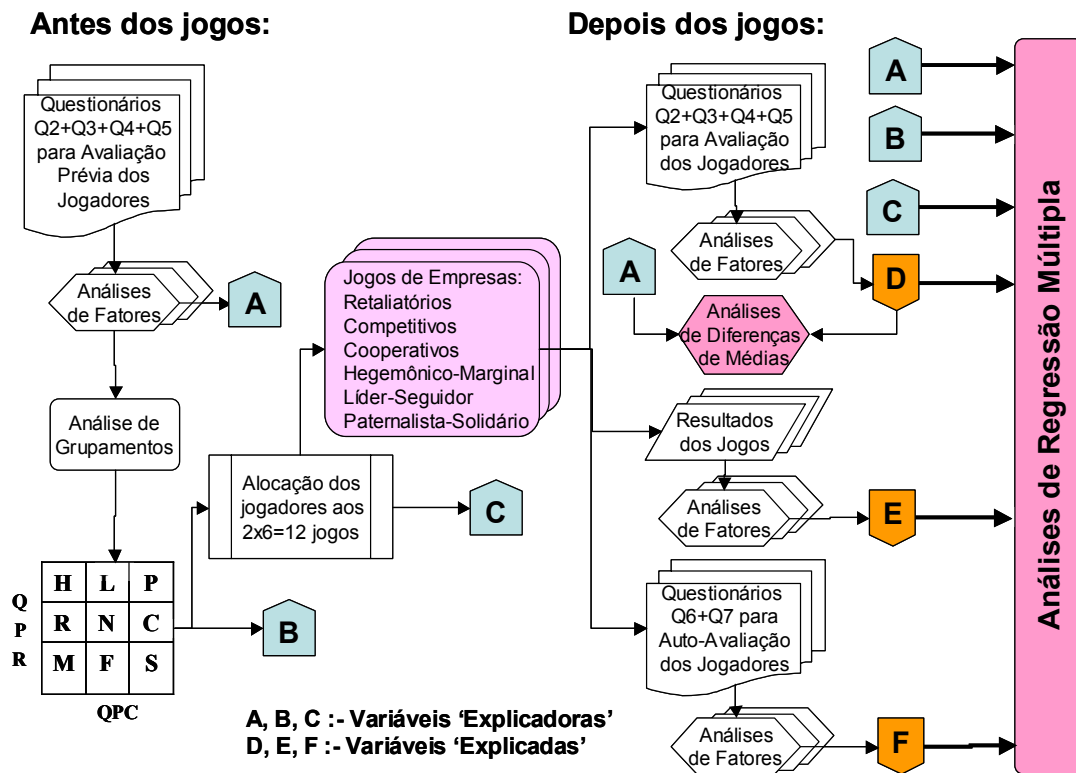 Antes dos jogos:
Questionários
Q2+Q3+Q4+Q5
para Avaliação
Prévia dos
Jogadores
Análises
de Fatores
A
Análise de
Grupamentos
H L P
R N C
M F S
Q
P
R
QPC
B
Alocação dos
jogadores aos
2x6=12 jogos
C
Jogos de Empresas:
Retaliatórios
Competitivos
Cooperativos
Hegemônico-Marginal
Líder-Seguidor
Paternalista-Solidário
A, B, C :- Variáveis ‘Explicadoras’
D, E, F :- Variáveis ‘Explicadas’
Depois dos jogos:
Questionários
Q2+Q3+Q4+Q5
para Avaliação
dos Jogadores
Análises
de Fatores
A
Análises
de Diferenças
de Médias
Resultados
dos Jogos
Análises
de Fatores
Questionários
Q6+Q7 para
Auto-Avaliação
dos Jogadores
Análises
de Fatores
A
B
C
D
E
F
Análises de Regressão Múltipla